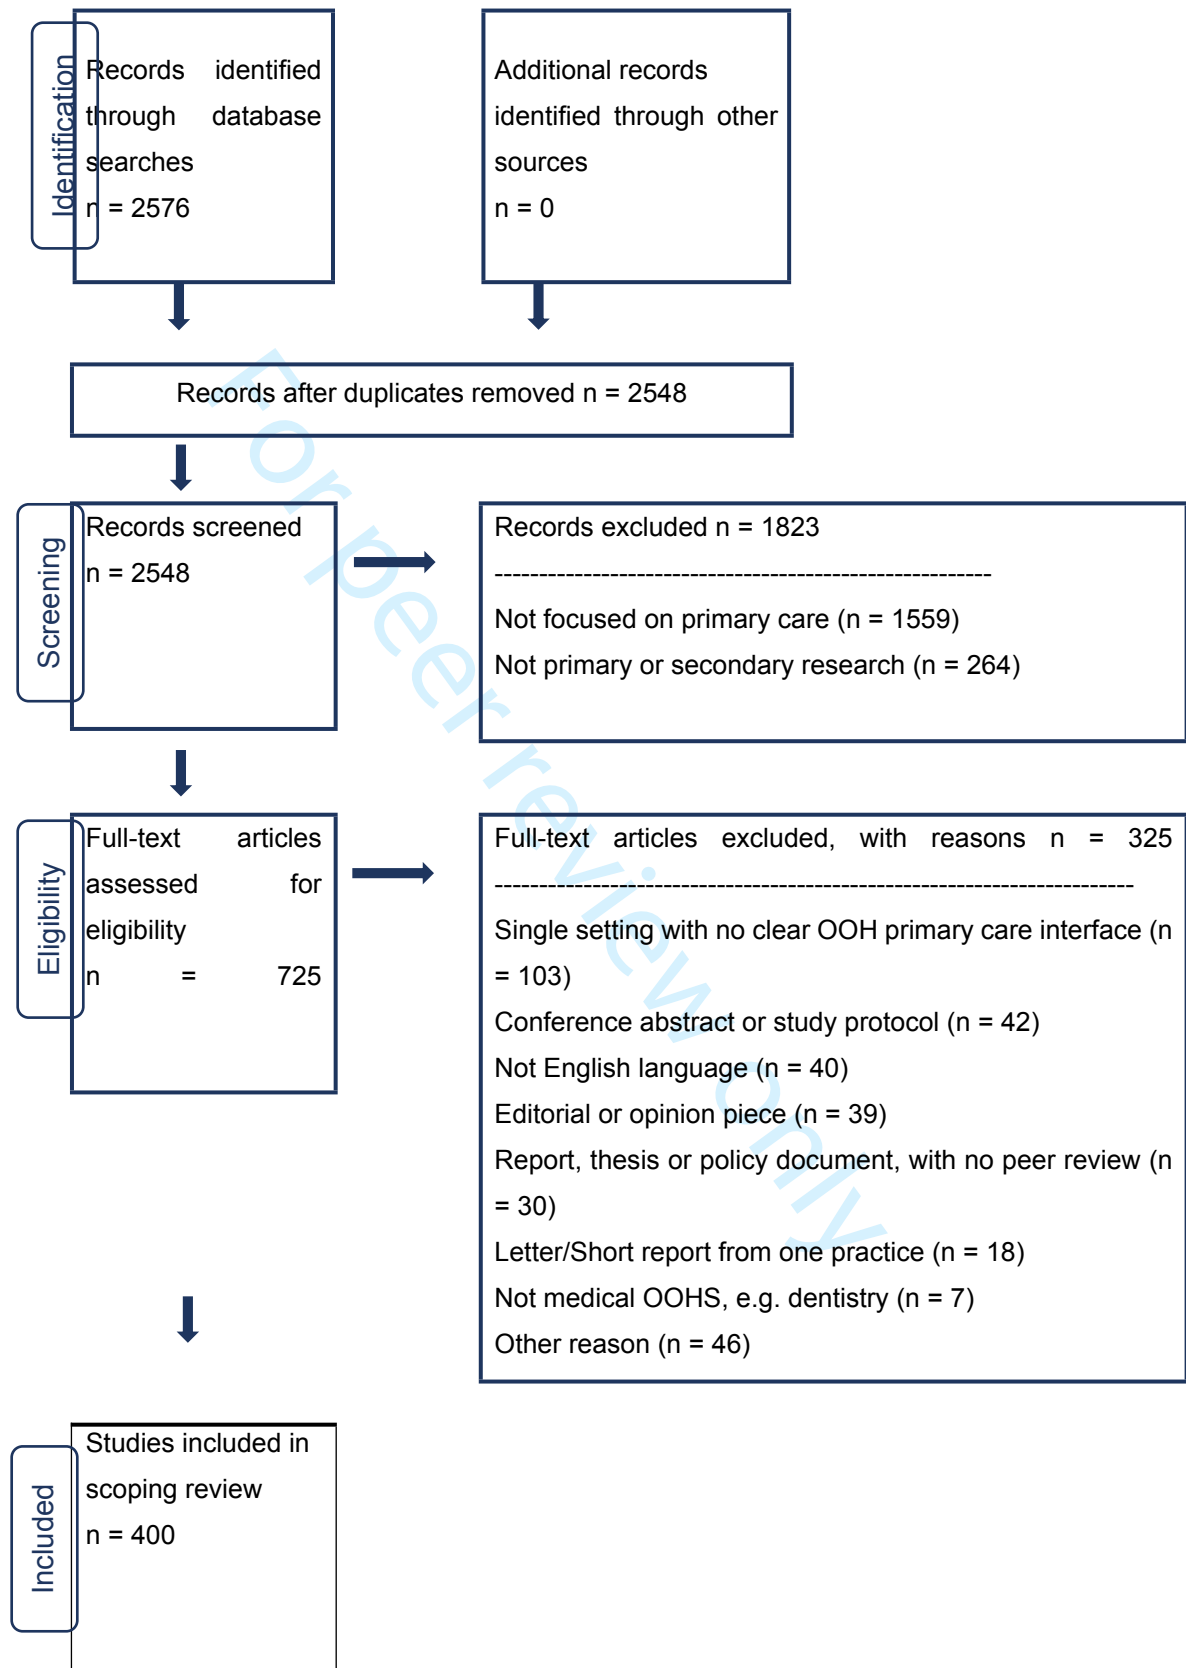 Identification
Records identified
through database
searches
n = 2576
Additional records
identified through other
sources
n = 0
Records after duplicates removed n = 2548
Screening
Records screened
n = 2548
Records excluded n = 1823
--------------------------------------------------------
Not focused on primary care (n = 1559)
Not primary or secondary research (n = 264)
Eligibility
Full-text articles
assessed for
eligibility
n = 725
Full-text articles excluded, with reasons n = 325
------------------------------------------------------------------------
Single setting with no clear OOH primary care interface (n
= 103)
Conference abstract or study protocol (n = 42)
Not English language (n = 40)
Editorial or opinion piece (n = 39)
Report, thesis or policy document, with no peer review (n
= 30)
Letter/Short report from one practice (n = 18)
Not medical OOHS, e.g. dentistry (n = 7)
Other reason (n = 46)
Included
Studies included in
scoping review
n = 400
For peer review only